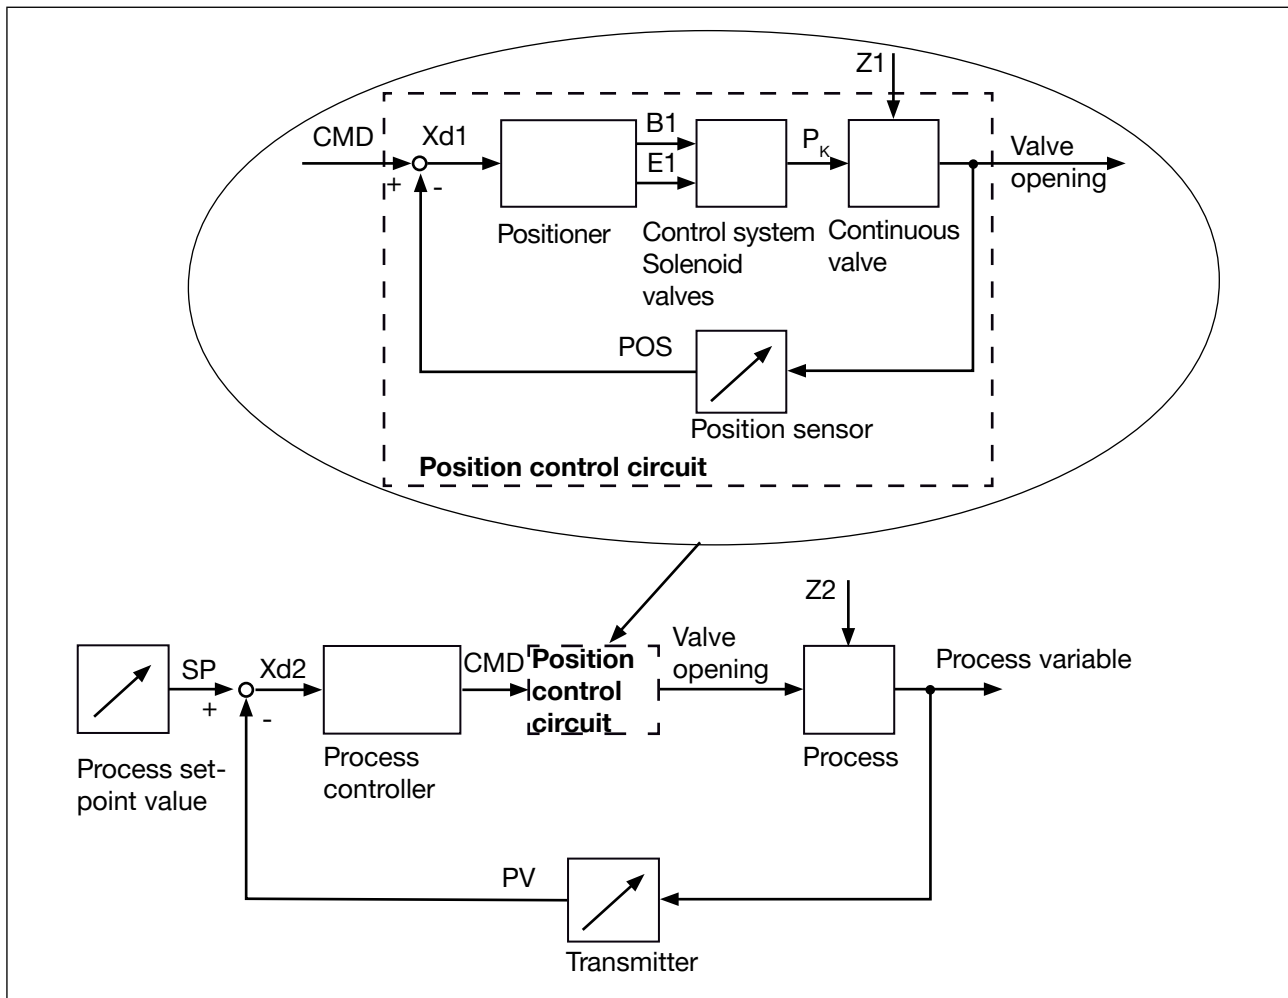 Z1
CMD
Xd1
B1
E1
P_K
Valve
opening
+
-
Positioner
Control system
Solenoid
valves
Continuous
valve
POS
Position sensor
Position control circuit
Z2
SP
Xd2
CMD
Position
control
circuit
Valve
opening
Process variable
+
-
Process set-
point value
Process
controller
Process
PV
Transmitter